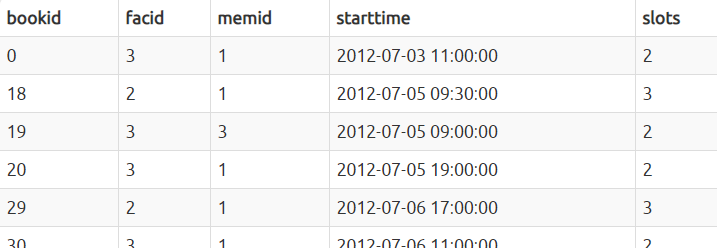 bookid facid memid starttime slots
0 3 1 2012-07-03 11:00:00 2
18 2 1 2012-07-05 09:30:00 3
19 3 3 2012-07-05 09:00:00 2
20 3 1 2012-07-05 19:00:00 2
29 2 1 2012-07-06 17:00:00 3
30 3 1 2012-07-06 11:00:00 2